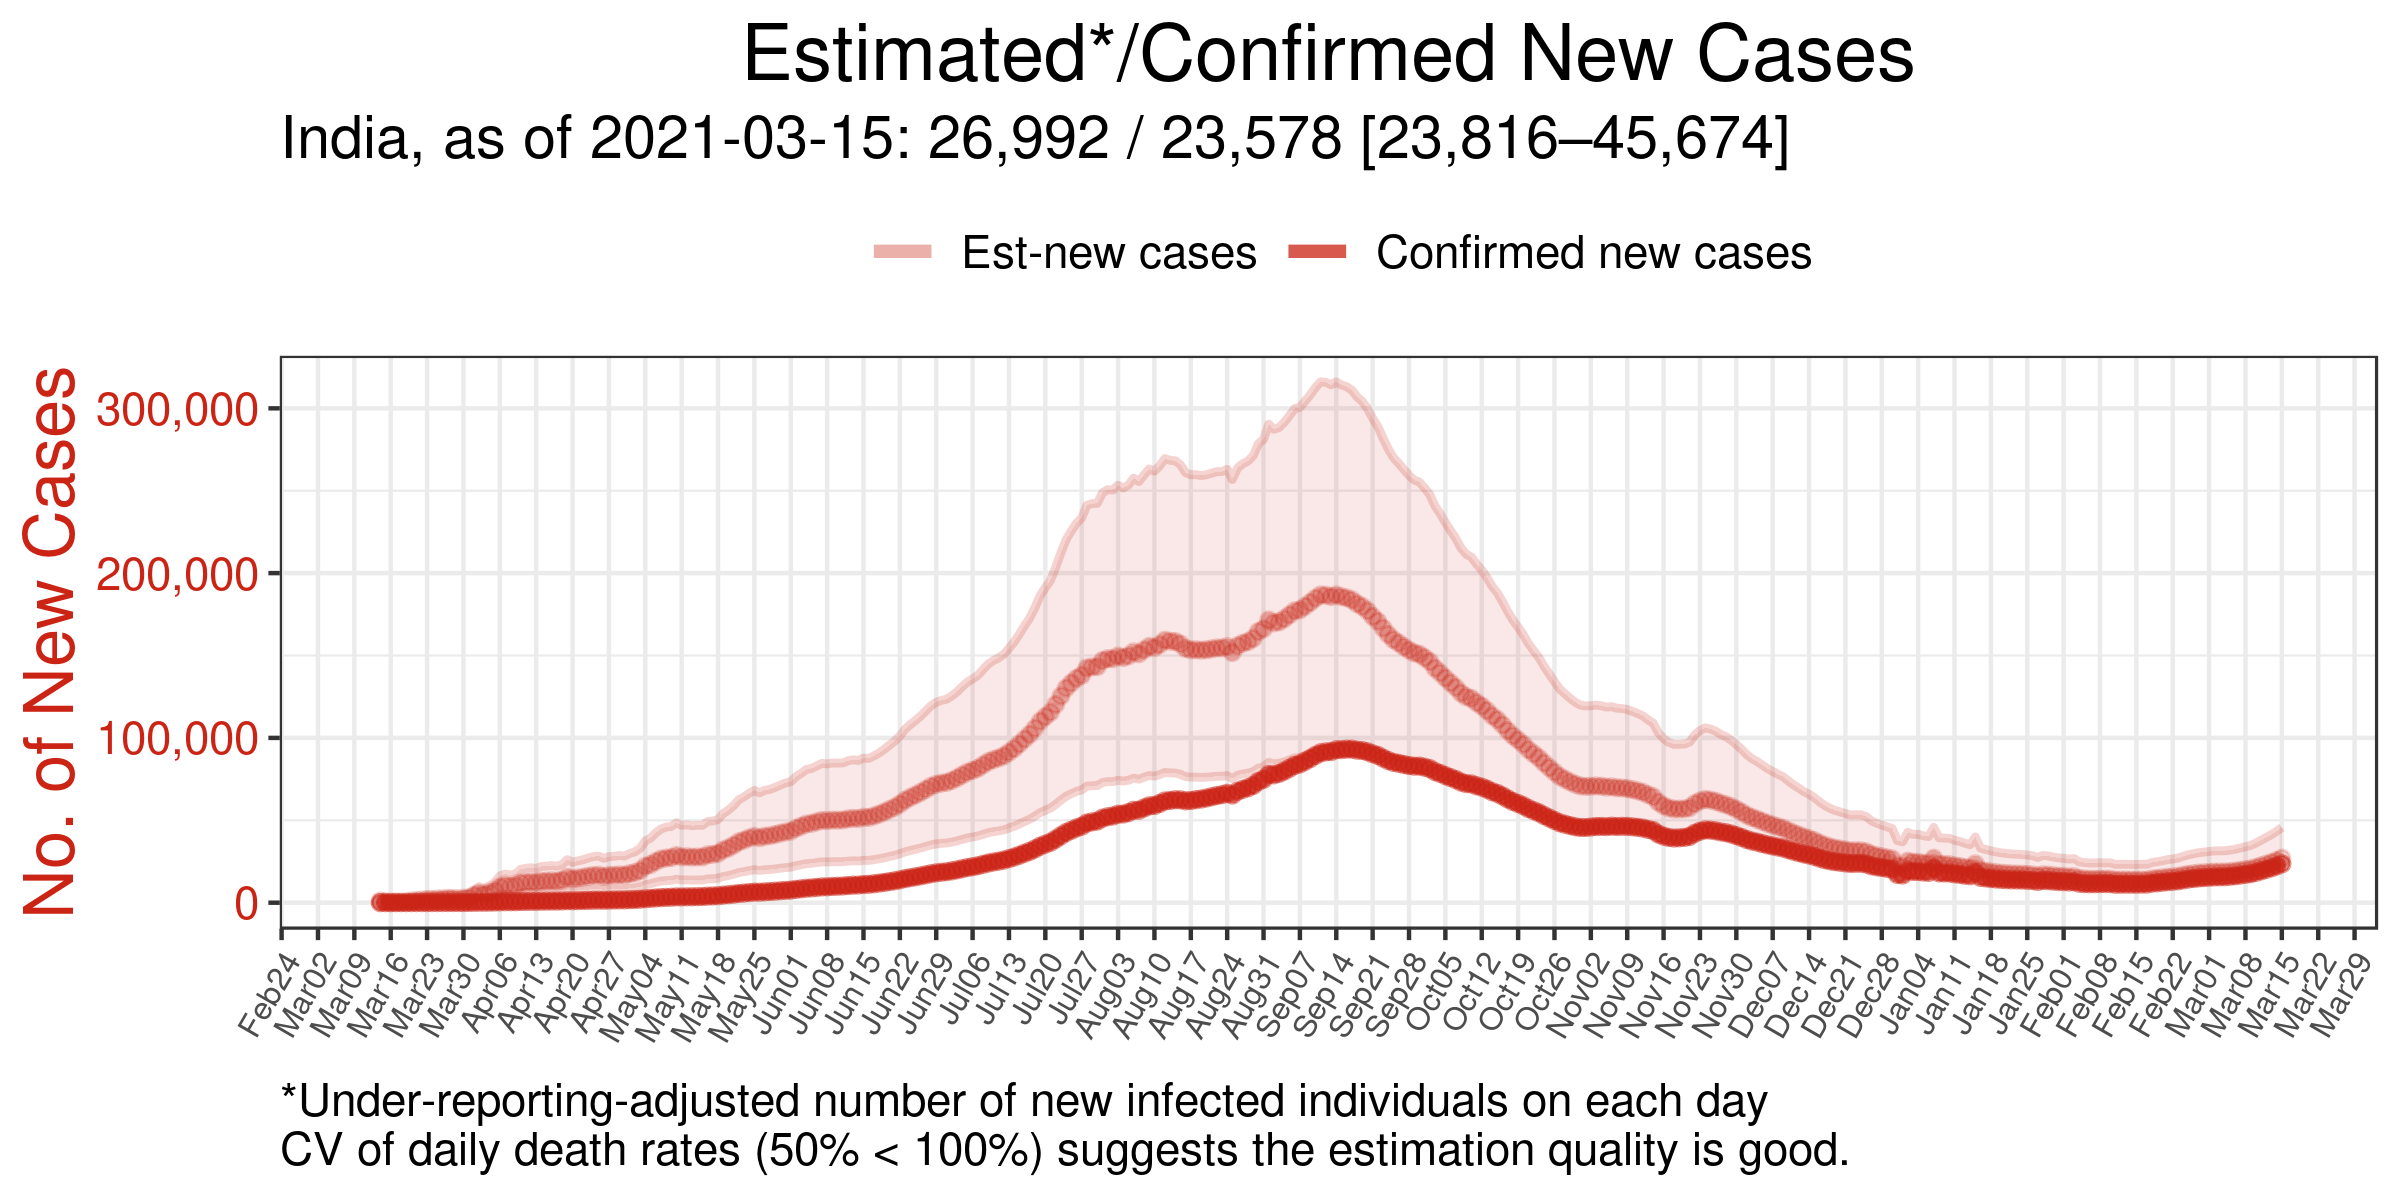 Estimated*/Confirmed New Cases
India, as of 2021-03-15: 26,992 / 23,578 [23,816–45,674]
Est-new cases Confirmed new cases
No. of New Cases
300,000
200,000
100,000
0
Feb24 Mar02 Mar09 Mar16 Mar23 Mar30 Apr06 Apr13 Apr20 Apr27 May04 May11 May18 May25 Jun01 Jun08 Jun15 Jun22 Jun29 Jul06 Jul13 Jul20 Jul27 Aug03 Aug10 Aug17 Aug24 Aug31 Sep07 Sep14 Sep21 Sep28 Oct05 Oct12 Oct19 Oct26 Nov02 Nov09 Nov16 Nov23 Nov30 Dec07 Dec14 Dec21 Dec28 Jan04 Jan11 Jan18 Jan25 Feb01 Feb08 Feb15 Feb22 Mar01 Mar08 Mar15 Mar22 Mar29
*Under-reporting-adjusted number of new infected individuals on each day
CV of daily death rates (50% < 100%) suggests the estimation quality is good.